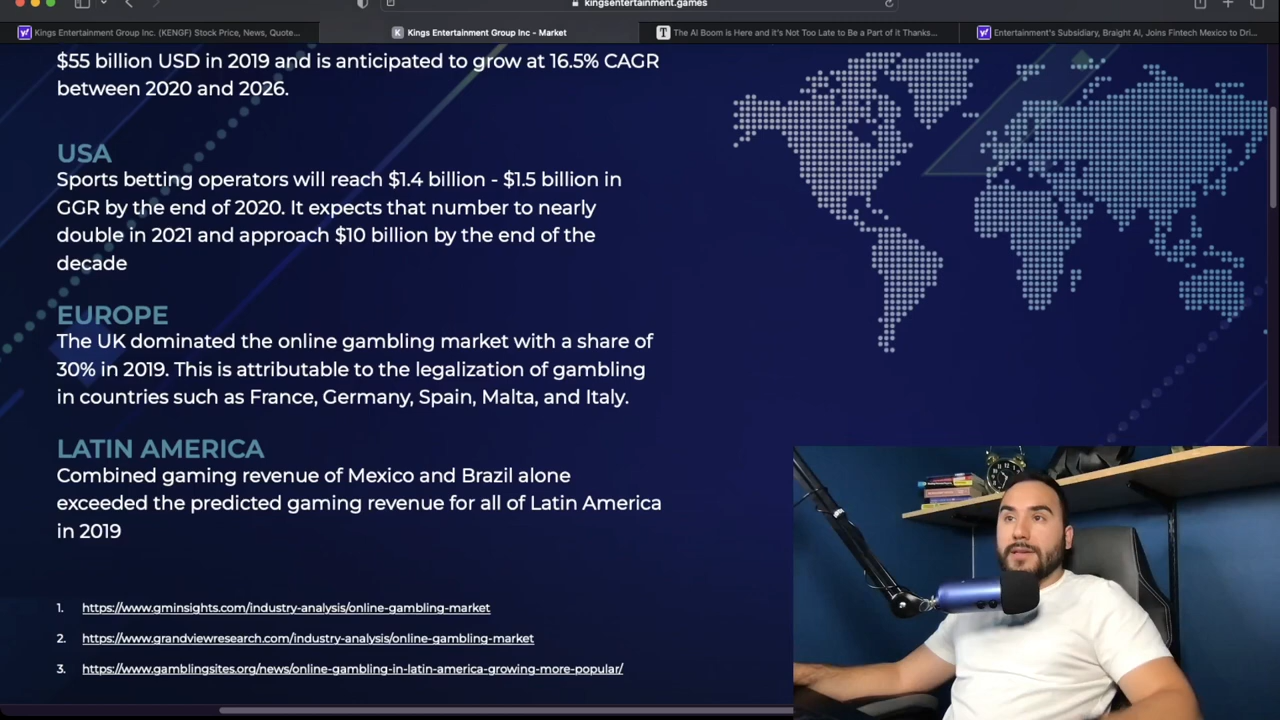 kingsentertainment.games
Kings Entertainment Group Inc. (KENGF) Stock Price, News, Quote...
Kings Entertainment Group Inc - Market
The AI Boom is Here and it's Not Too Late to Be a Part of it Thanks...
Entertainment's Subsidiary, Braight AI, Joins Fintech Mexico to Dri...
$55 billion USD in 2019 and is anticipated to grow at 16.5% CAGR
between 2020 and 2026.
USA
Sports betting operators will reach $1.4 billion - $1.5 billion in
GGR by the end of 2020. It expects that number to nearly
double in 2021 and approach $10 billion by the end of the
decade
EUROPE
The UK dominated the online gambling market with a share of
30% in 2019. This is attributable to the legalization of gambling
in countries such as France, Germany, Spain, Malta, and Italy.
LATIN AMERICA
Combined gaming revenue of Mexico and Brazil alone
exceeded the predicted gaming revenue for all of Latin America
in 2019
1. https://www.gminsights.com/industry-analysis/online-gambling-market
2. https://www.grandviewresearch.com/industry-analysis/online-gambling-market
3. https://www.gamblingsites.org/news/online-gambling-in-latin-america-growing-more-popular/